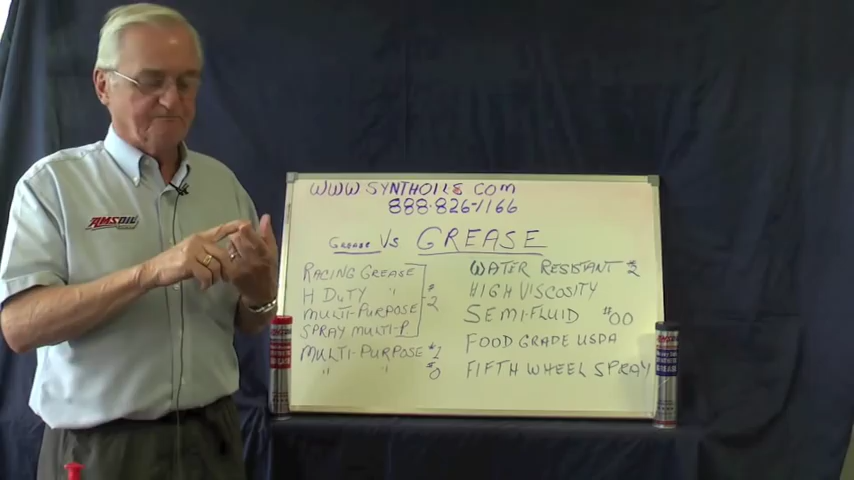 WWW SYNTHOILE COM
888-826-1166
GREASE VS GREASE
RACING GREASE
H DUTY "
MULTI-PURPOSE
SPRAY MULTI-P.
#2
MULTI-PURPOSE #1
" " #0
WATER RESISTANT #2
HIGH VISCOSITY
SEMI-FLUID #00
FOOD GRADE USDA
FIFTH WHEEL SPRAY
AMSOIL